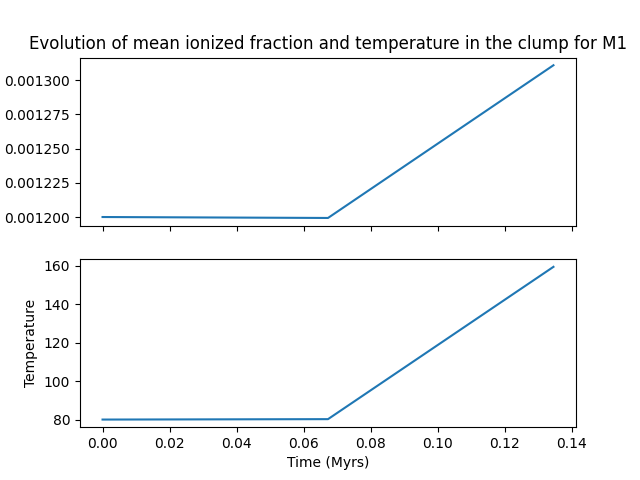 Evolution of mean ionized fraction and temperature in the clump for M1
0.001300
0.001275
0.001250
0.001225
0.001200
160
140
120
100
80
Temperature
0.00 0.02 0.04 0.06 0.08 0.10 0.12 0.14
Time (Myrs)